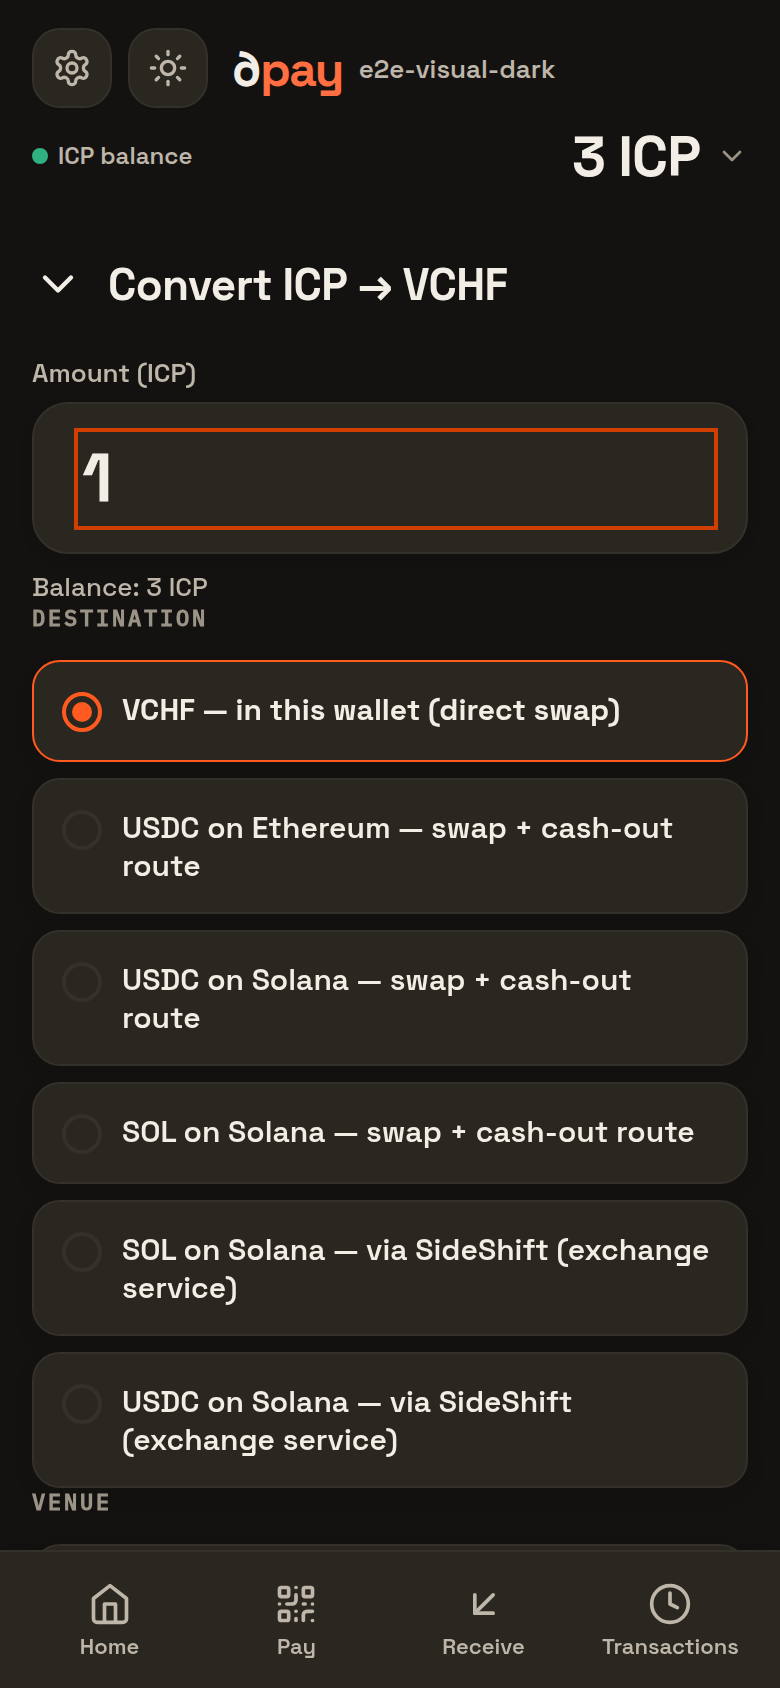 ∂pay e2e-visual-dark
ICP balance 3 ICP
Convert ICP → VCHF
Amount (ICP)
1
Balance: 3 ICP
DESTINATION
VCHF — in this wallet (direct swap)
USDC on Ethereum — swap + cash-out
route
USDC on Solana — swap + cash-out
route
SOL on Solana — swap + cash-out route
SOL on Solana — via SideShift (exchange
service)
USDC on Solana — via SideShift
(exchange service)
VENUE
Home Pay Receive Transactions